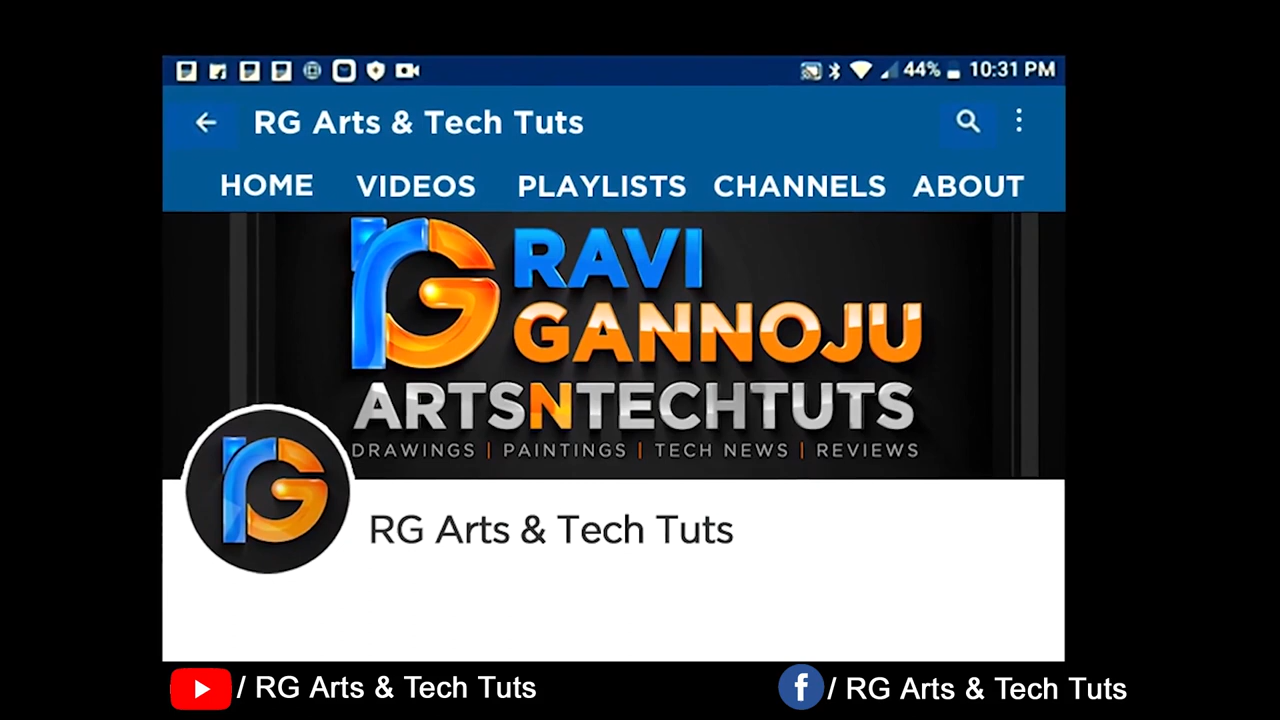 44% 10:31 PM
RG Arts & Tech Tuts
HOME VIDEOS PLAYLISTS CHANNELS ABOUT
rG RAVI
GANNOJU
ARTSNTECHTUTS
DRAWINGS | PAINTINGS | TECH NEWS | REVIEWS
rG
RG Arts & Tech Tuts
/ RG Arts & Tech Tuts
f / RG Arts & Tech Tuts